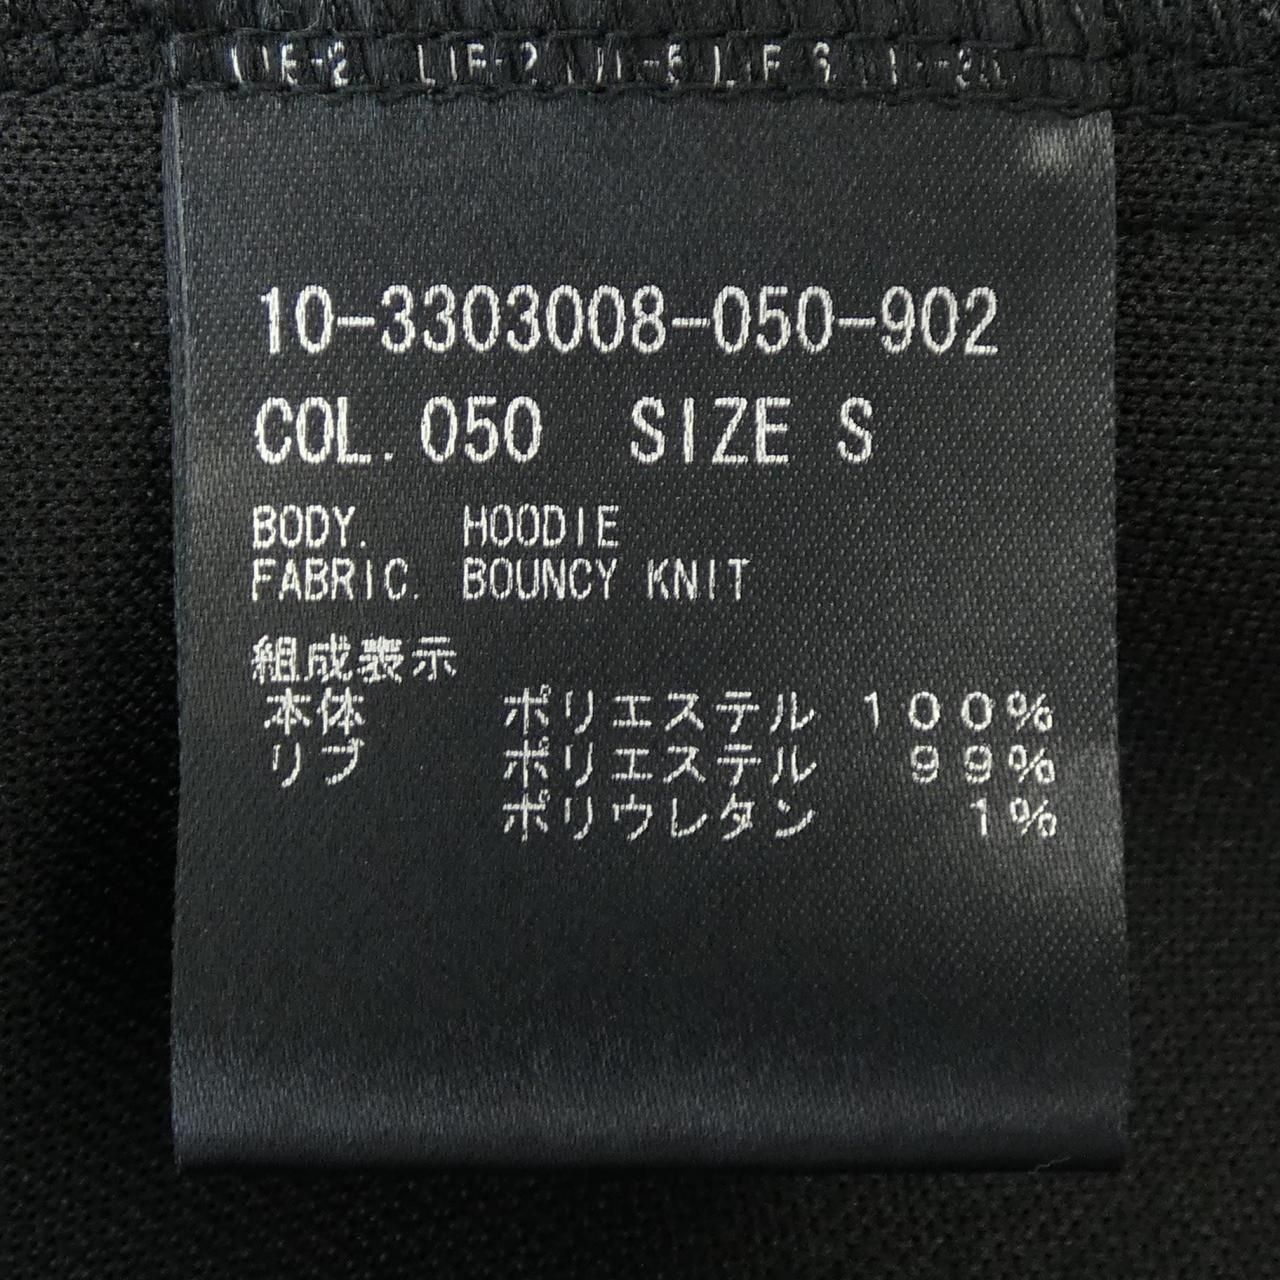 10-3303008-050-902
COL. 050 SIZE S
BODY. HOODIE
FABRIC. BOUNCY KNIT
組成表示
本体 ポリエステル 100%
リブ ポリエステル 99%
ポリウレタン 1%